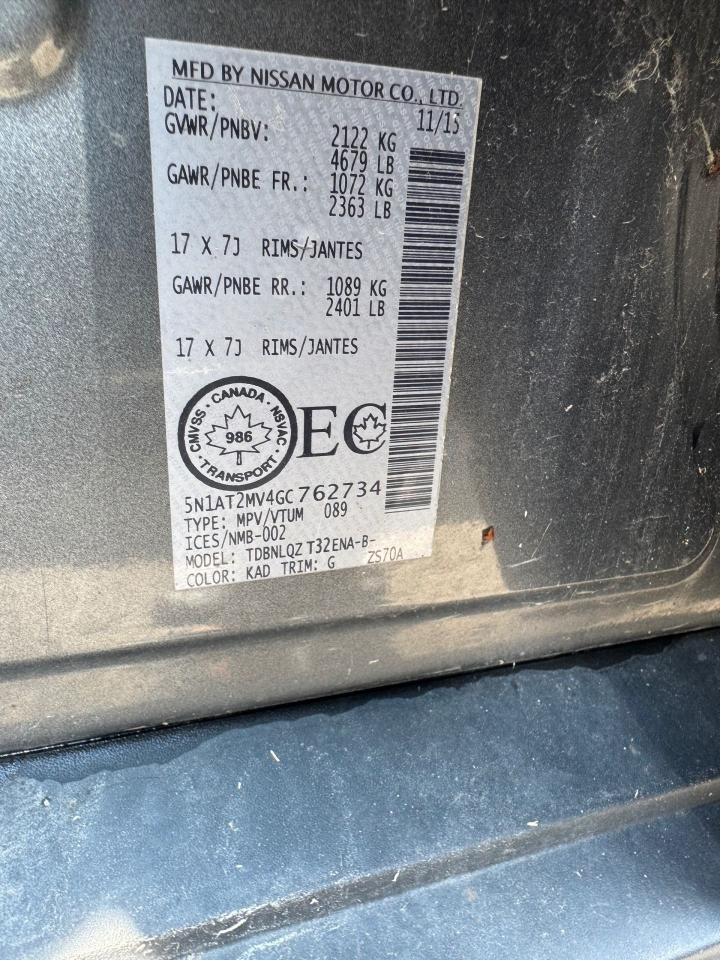 MFD BY NISSAN MOTOR CO., LTD.
DATE: 11/15
GVWR/PNBV: 2122 KG
4679 LB
GAWR/PNBE FR.: 1072 KG
2363 LB
17 X 7J RIMS/JANTES
GAWR/PNBE RR.: 1089 KG
2401 LB
17 X 7J RIMS/JANTES
CMVSS · CANADA · NSVAC · TRANSPORT ·
986
EC
5N1AT2MV4GC762734
TYPE: MPV/VTUM 089
ICES/NMB-002
MODEL: TDBNLQZ T32ENA-B-
COLOR: KAD TRIM: G ZS70A